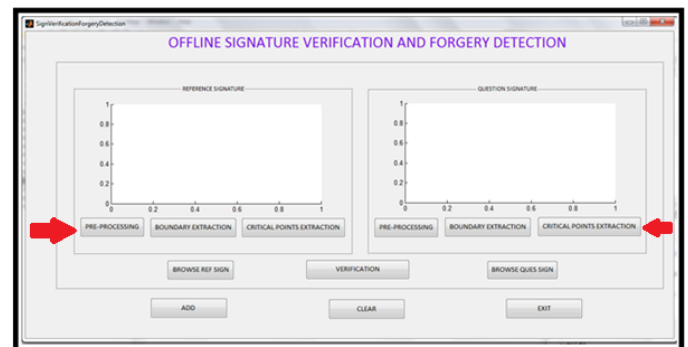 SignVerificationForgeryDetection
OFFLINE SIGNATURE VERIFICATION AND FORGERY DETECTION
REFERENCE SIGNATURE
1
0.8
0.6
0.4
0.2
0
0 0.2 0.4 0.6 0.8 1
PRE-PROCESSING BOUNDARY EXTRACTION CRITICAL POINTS EXTRACTION
QUESTION SIGNATURE
1
0.8
0.6
0.4
0.2
0
0 0.2 0.4 0.6 0.8 1
PRE-PROCESSING BOUNDARY EXTRACTION CRITICAL POINTS EXTRACTION
BROWSE REF SIGN VERIFICATION BROWSE QUES SIGN
ADD CLEAR EXIT